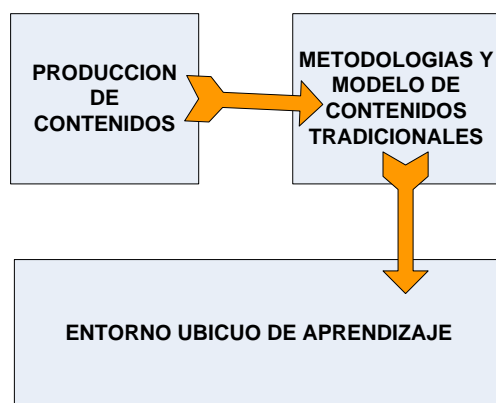 PRODUCCION
DE
CONTENIDOS
METODOLOGIAS Y
MODELO DE
CONTENIDOS
TRADICIONALES
ENTORNO UBICUO DE APRENDIZAJE